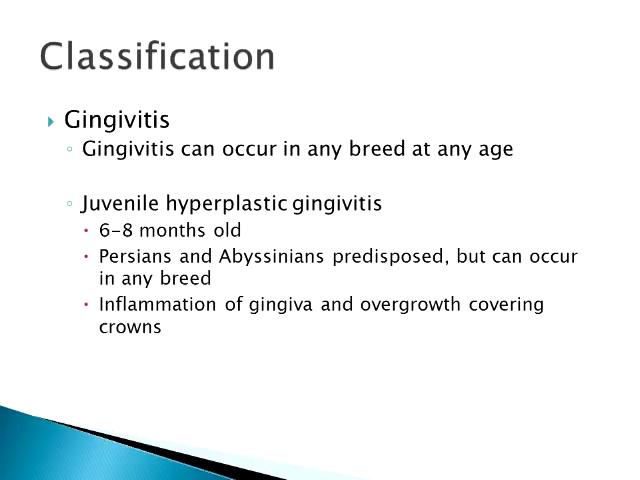 Classification
Gingivitis
Gingivitis can occur in any breed at any age
Juvenile hyperplastic gingivitis
6-8 months old
Persians and Abyssinians predisposed, but can occur
in any breed
Inflammation of gingiva and overgrowth covering
crowns